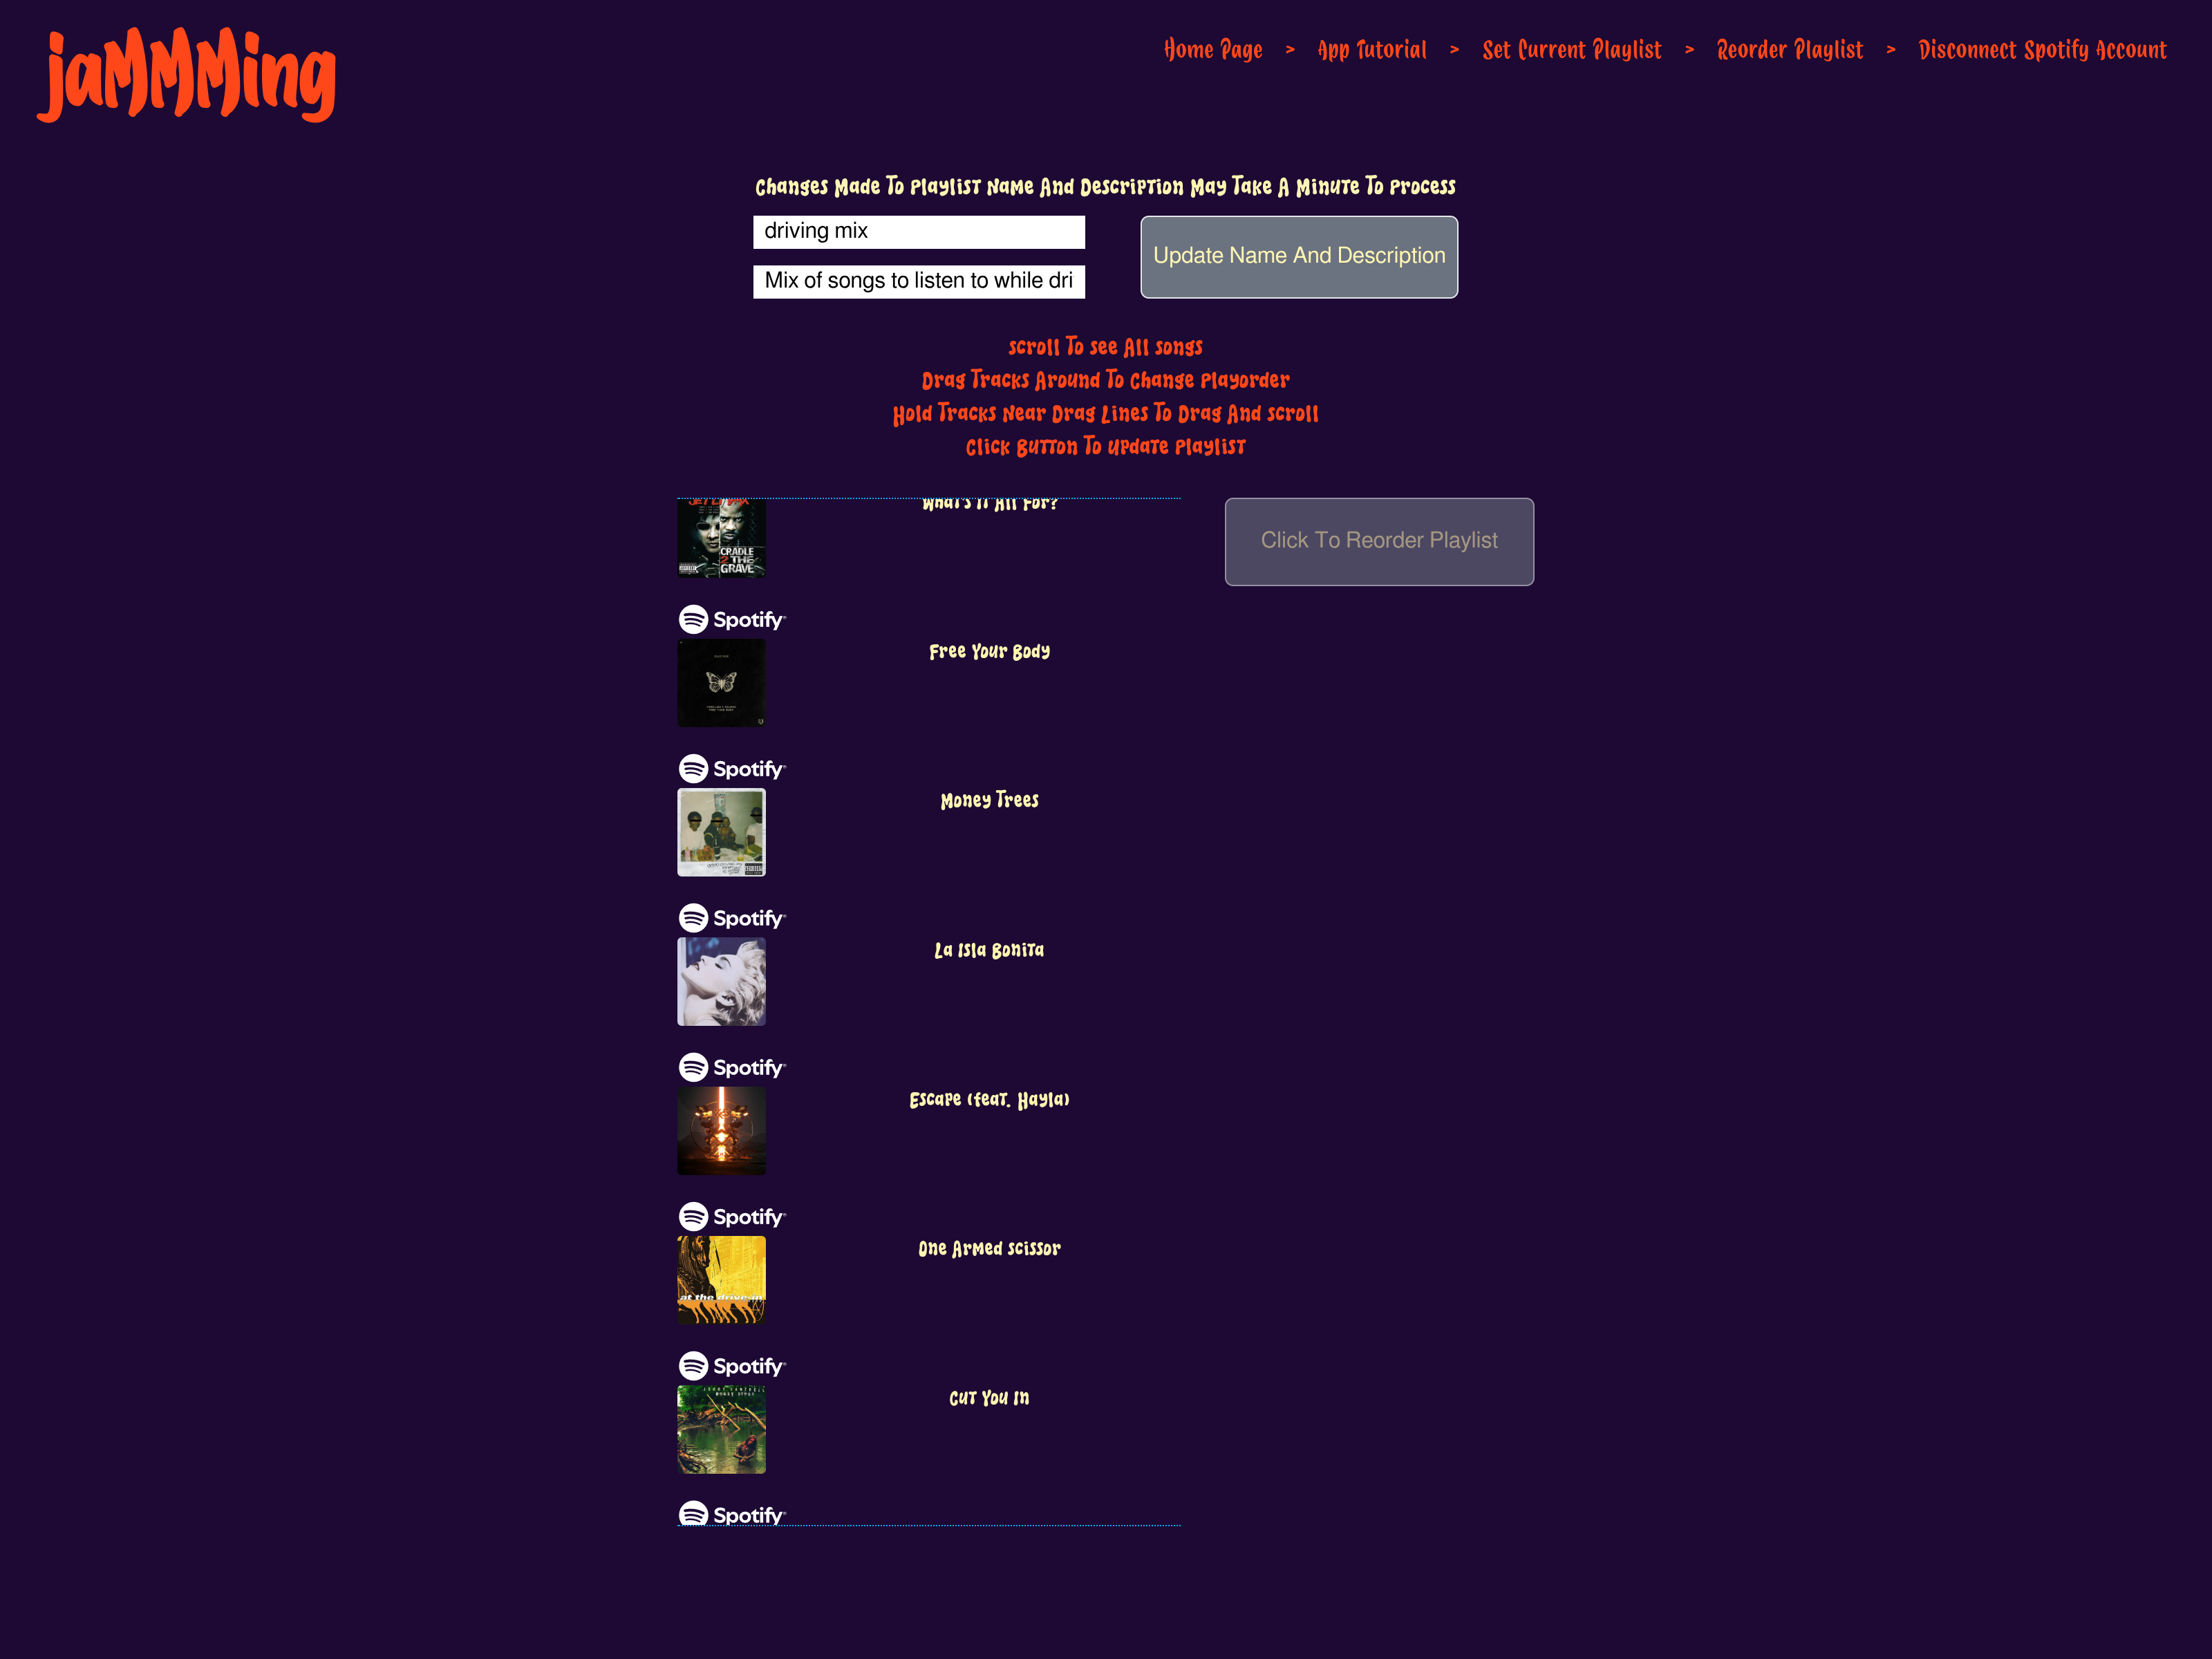 jaMMMing
Home Page > App Tutorial > Set Current Playlist > Reorder Playlist > Disconnect Spotify Account
Changes Made To Playlist Name And Description May Take A Minute To Process
driving mix
Update Name And Description
Mix of songs to listen to while dri
Scroll To See All Songs
Drag Tracks Around To Change Playorder
Hold Tracks Near Drag Lines To Drag And Scroll
Click Button To Update Playlist
What's It All For?
Click To Reorder Playlist
CRADLE
2 THE
GRAVE
Spotify
Free Your Body
Spotify
Money Trees
Spotify
La Isla Bonita
Spotify
Escape (feat. Hayla)
Spotify
One Armed Scissor
at the drive-in
Spotify
Cut You In
Spotify